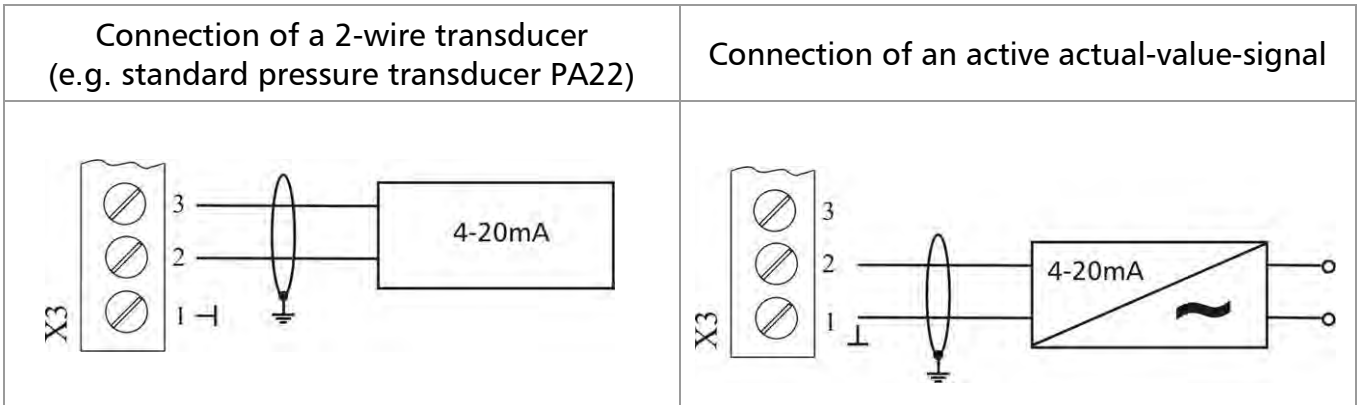 Connection of a 2-wire transducer
(e.g. standard pressure transducer PA22)
Connection of an active actual-value-signal
3
2
1
X3
4-20mA
3
2
1
X3
4-20mA